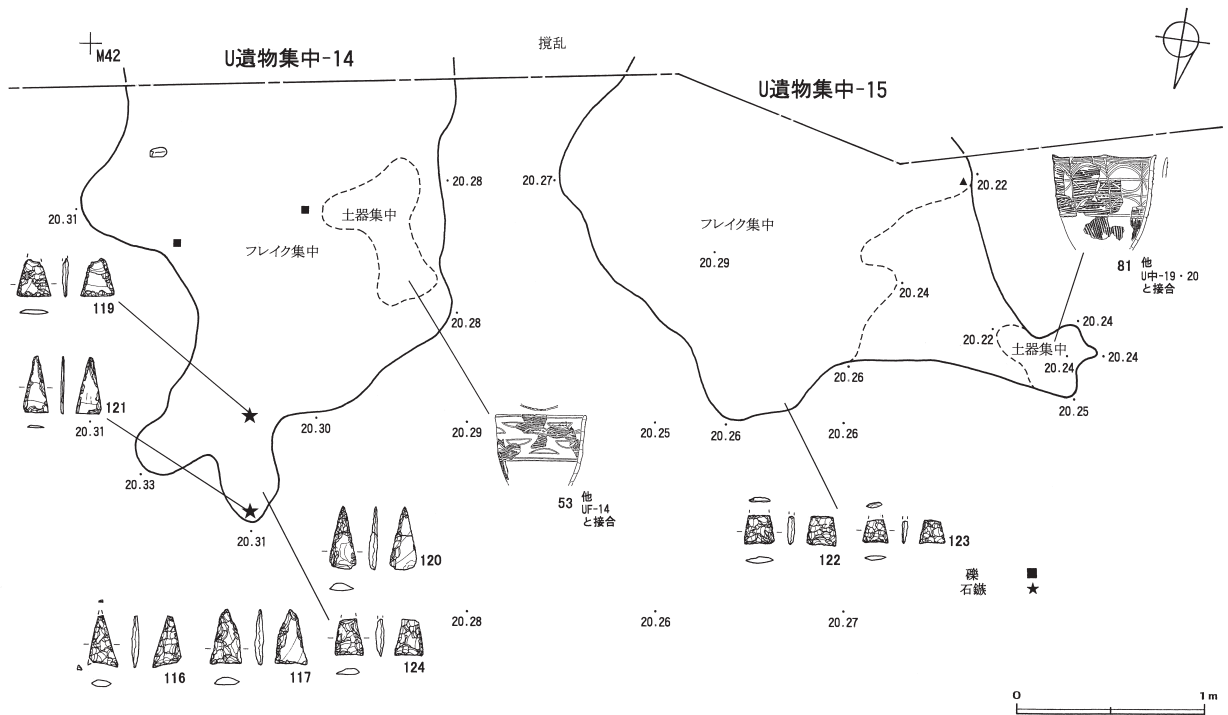 M42
U遺物集中-14
撹乱
U遺物集中-15
20.31
20.28
20.27
20.22
土器集中
フレイク集中
フレイク集中
20.29
81 他
U中-19・20
と接合
119
20.28
20.24
20.22
20.24
土器集中
20.24
20.24
20.26
20.25
121
20.31
20.30
20.29
20.25
20.26
20.26
20.33
53 他
UF-14
と接合
20.31
120
122
123
礫 ■
石鏃 ★
20.28
20.26
20.27
116
117
124
0
1m